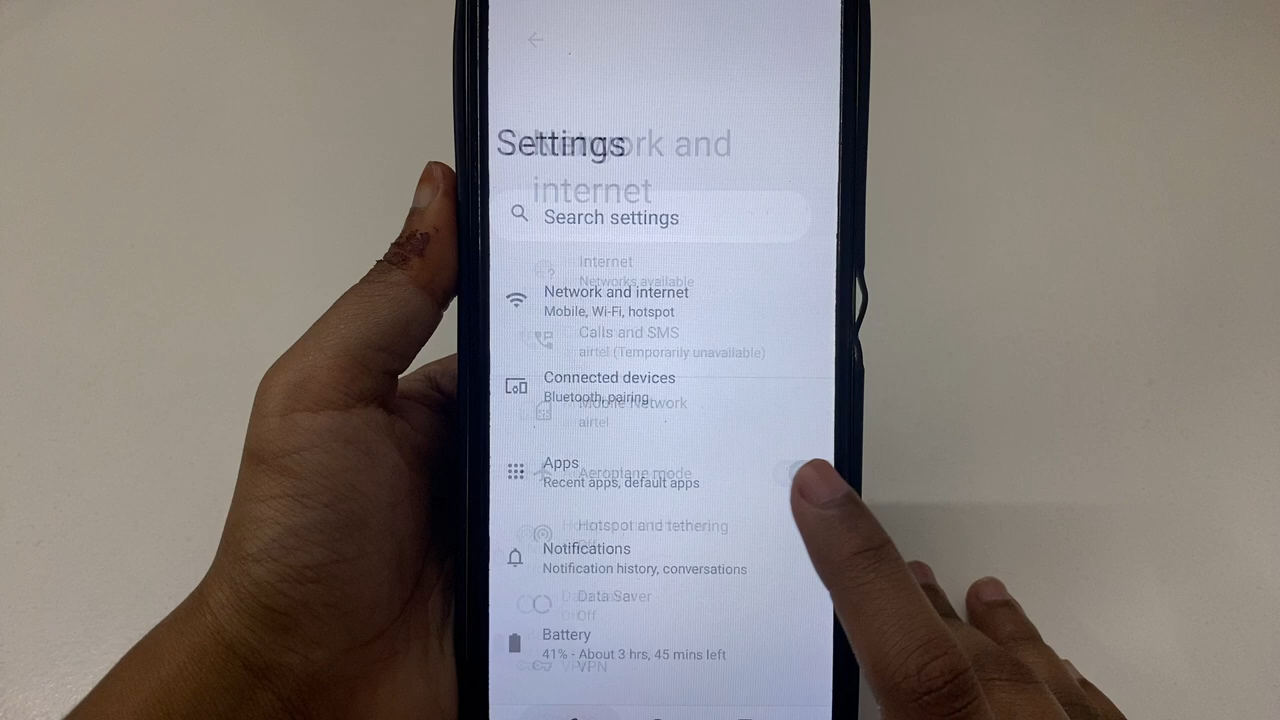 Settings
Network and
internet
Search settings
Internet
Networks available
Network and internet
Mobile, Wi-Fi, hotspot
Calls and SMS
airtel (Temporarily unavailable)
Connected devices
Bluetooth, pairing
Mobile Network
airtel
Apps
Aeroplane mode
Recent apps, default apps
Hotspot and tethering
Off
Notifications
Notification history, conversations
Data Saver
Off
Battery
41% - About 3 hrs, 45 mins left
VPN